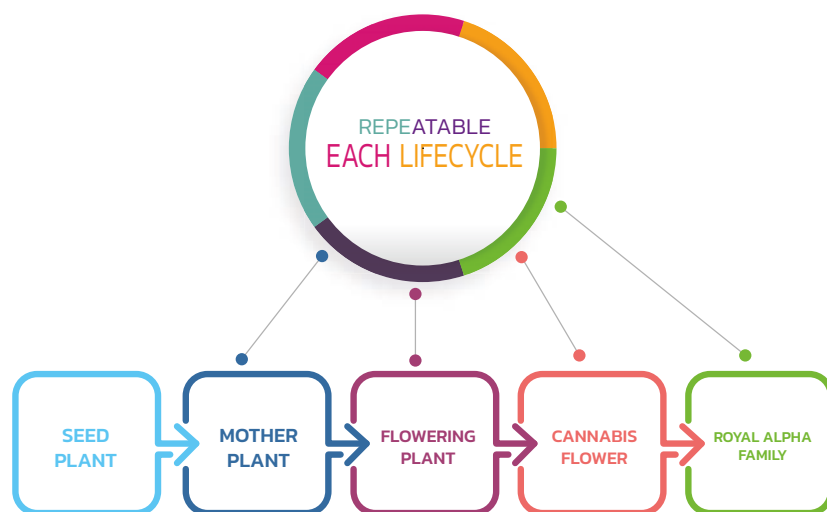 REPEATABLE
EACH LIFECYCLE
SEED
PLANT
MOTHER
PLANT
FLOWERING
PLANT
CANNABIS
FLOWER
ROYAL ALPHA
FAMILY